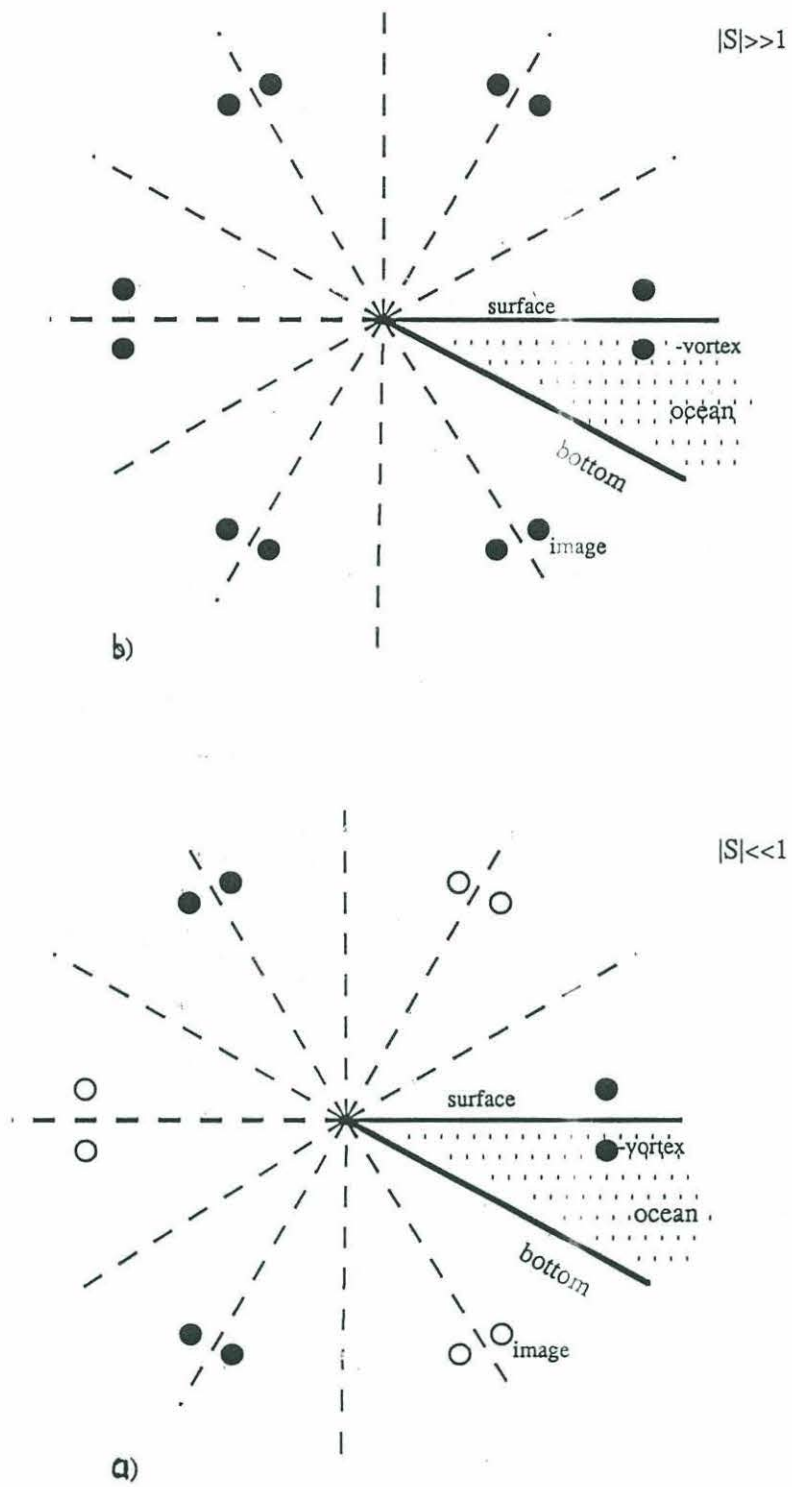 |S|>>1
surface
-vortex
ocean
bottom
image
b)
|S|<<1
surface
-vortex
ocean
bottom
image
a)